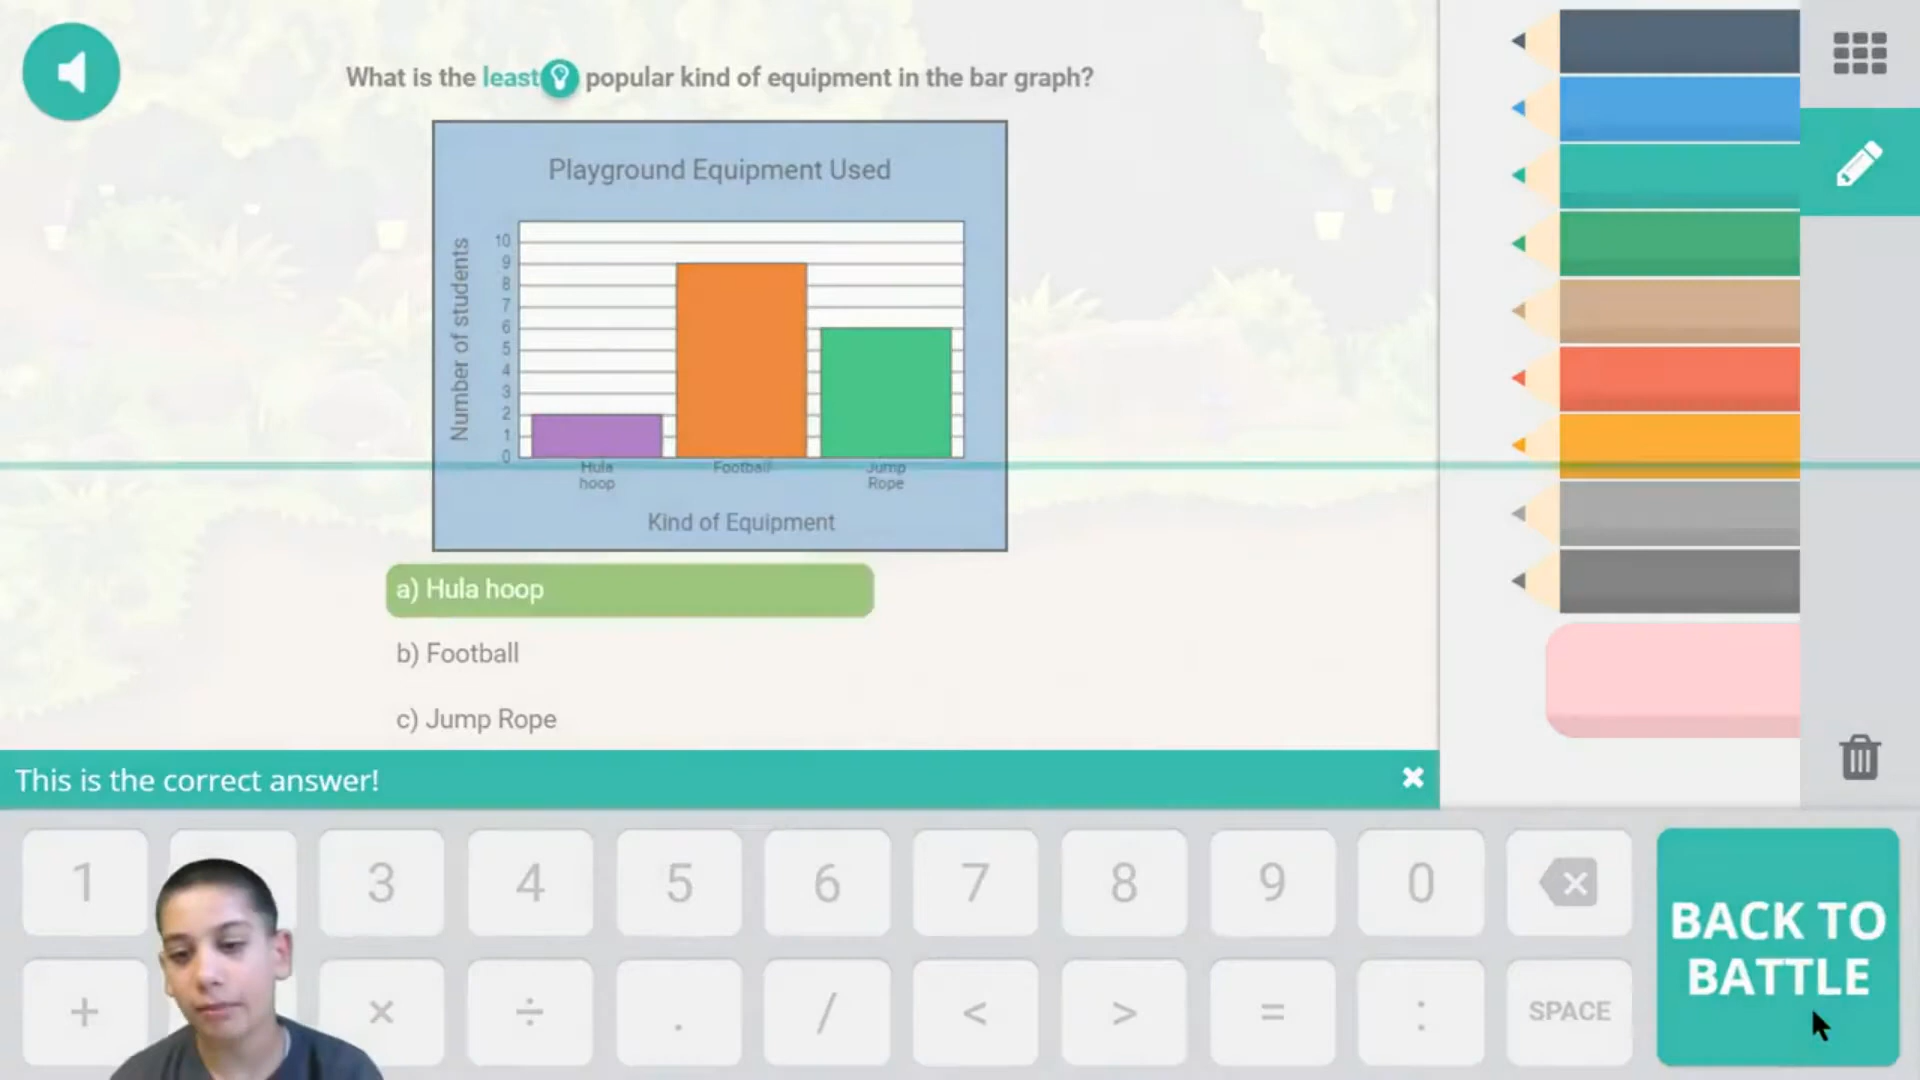 What is the least popular kind of equipment in the bar graph?
Playground Equipment Used
Number of students
10
9
8
7
6
5
4
3
2
1
0
Hula
hoop
Football
Jump
Rope
Kind of Equipment
a) Hula hoop
b) Football
c) Jump Rope
This is the correct answer!
1 3 4 5 6 7 8 9 0
BACK TO
BATTLE
+ × ÷ . / < > = : SPACE